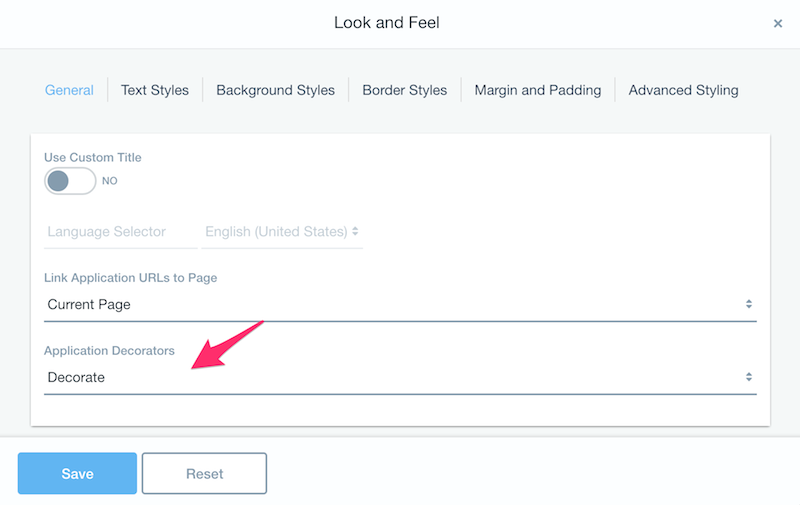 Look and Feel ×
General Text Styles Background Styles Border Styles Margin and Padding Advanced Styling
Use Custom Title
NO
Language Selector English (United States)
Link Application URLs to Page
Current Page
Application Decorators
Decorate
Save Reset